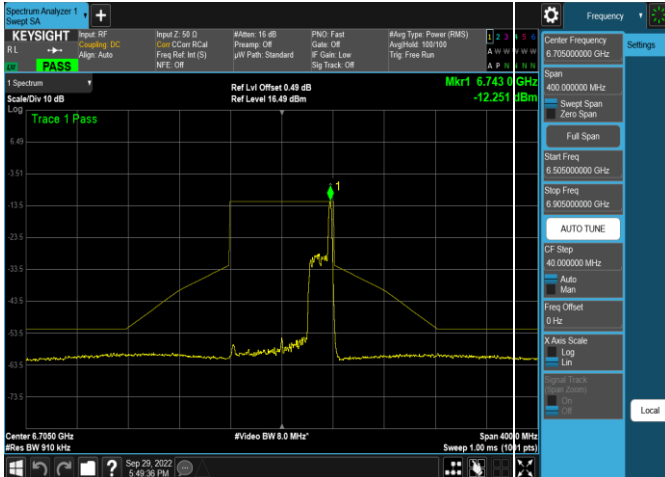 Spectrum Analyzer 1
Swept SA
+
Frequency
KEYSIGHT
RL
LV
PASS
Input: RF
Coupling: DC
Align: Auto
Input Z: 50 Ω
Corr CCorr RCal
Freq Ref: Int (S)
NFE: Off
#Atten: 16 dB
Preamp: Off
µW Path: Standard
PNO: Fast
Gate: Off
IF Gain: Low
Sig Track: Off
#Avg Type: Power (RMS)
Avg|Hold: 100/100
Trig: Free Run
1 2 3 4 5 6
A W W W W W
A P N N N N
1 Spectrum
Scale/Div 10 dB
Log
Ref Lvl Offset 0.49 dB
Ref Level 16.49 dBm
Mkr1 6.743 0 GHz
-12.251 dBm
Trace 1 Pass
1
6.49
-3.51
-13.5
-23.5
-33.5
-43.5
-53.5
-63.5
-73.5
Center 6.7050 GHz
#Res BW 910 kHz
#Video BW 8.0 MHz*
Span 400.0 MHz
Sweep 1.00 ms (1001 pts)
Sep 29, 2022
5:49:36 PM
?
Center Frequency
6.705000000 GHz
Span
400.000000 MHz
Swept Span
Zero Span
Full Span
Start Freq
6.505000000 GHz
Stop Freq
6.905000000 GHz
AUTO TUNE
CF Step
40.000000 MHz
Auto
Man
Freq Offset
0 Hz
X Axis Scale
Log
Lin
Signal Track
(Span Zoom)
On
Off
Settings
Local